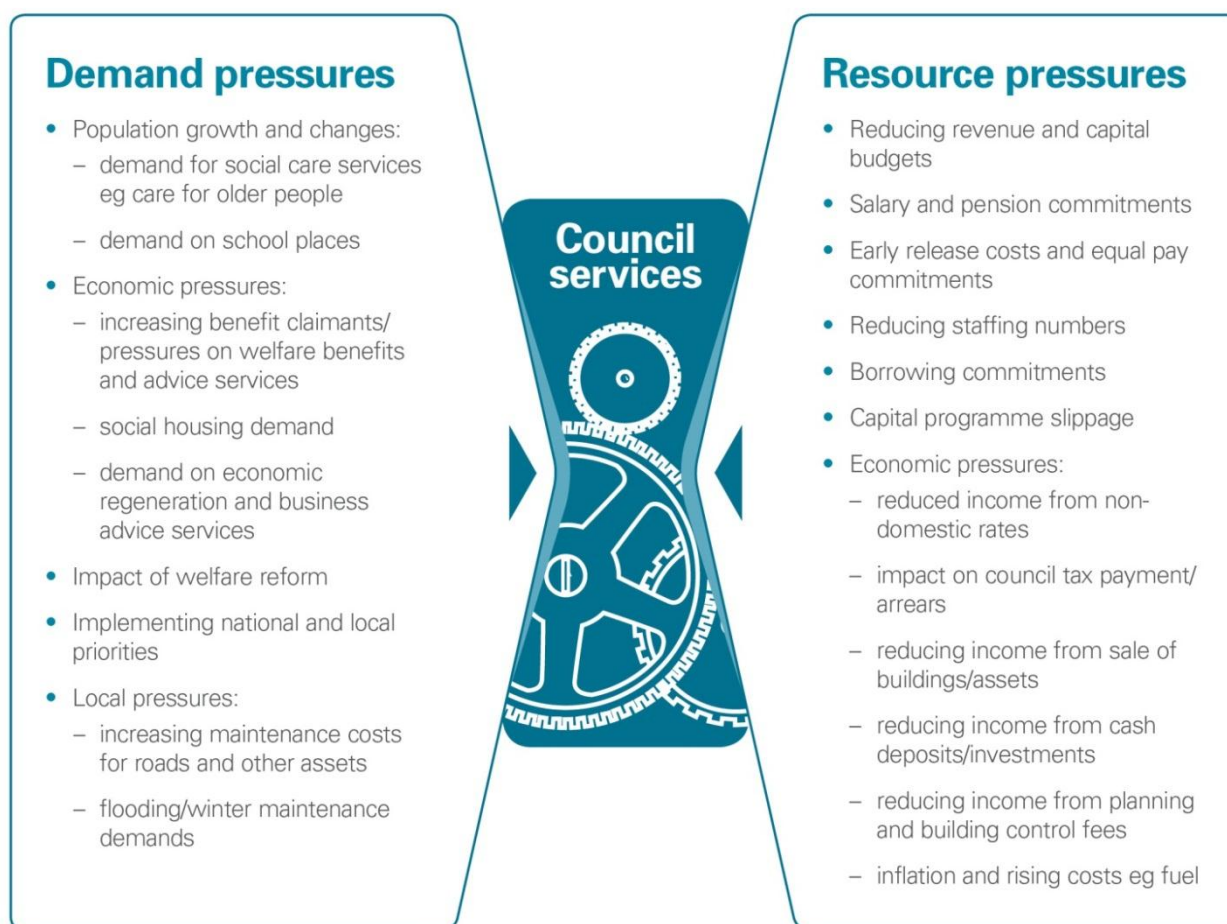 Demand pressures
• Population growth and changes:
– demand for social care services
eg care for older people
– demand on school places
• Economic pressures:
– increasing benefit claimants/
pressures on welfare benefits
and advice services
– social housing demand
– demand on economic
regeneration and business
advice services
• Impact of welfare reform
• Implementing national and local
priorities
• Local pressures:
– increasing maintenance costs
for roads and other assets
– flooding/winter maintenance
demands
Council
services
Resource pressures
• Reducing revenue and capital
budgets
• Salary and pension commitments
• Early release costs and equal pay
commitments
• Reducing staffing numbers
• Borrowing commitments
• Capital programme slippage
• Economic pressures:
– reduced income from non-
domestic rates
– impact on council tax payment/
arrears
– reducing income from sale of
buildings/assets
– reducing income from cash
deposits/investments
– reducing income from planning
and building control fees
– inflation and rising costs eg fuel